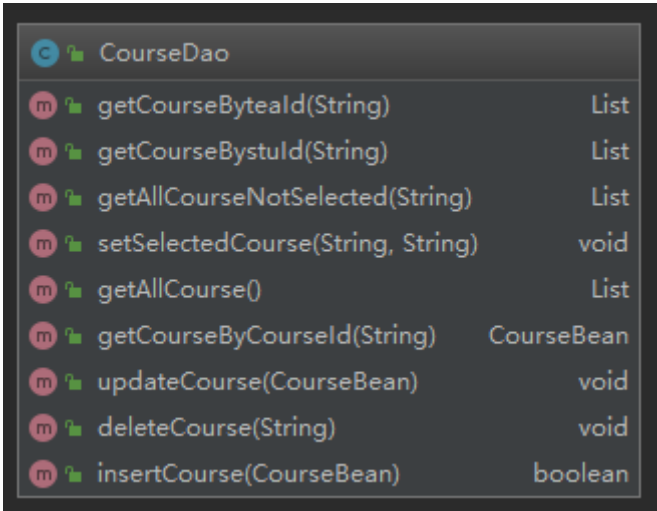 C CourseDao
m getCourseByteaId(String) List
m getCourseBystuId(String) List
m getAllCourseNotSelected(String) List
m setSelectedCourse(String, String) void
m getAllCourse() List
m getCourseByCourseId(String) CourseBean
m updateCourse(CourseBean) void
m deleteCourse(String) void
m insertCourse(CourseBean) boolean